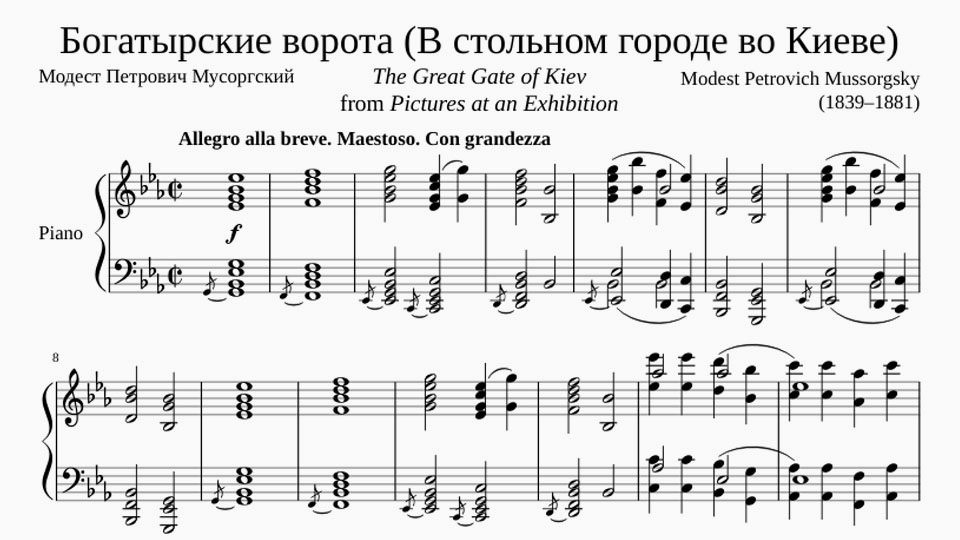 Богатырские ворота (В стольном городе во Киеве)
Модест Петрович Мусоргский
The Great Gate of Kiev
from Pictures at an Exhibition
Modest Petrovich Mussorgsky
(1839–1881)
Allegro alla breve. Maestoso. Con grandezza
Piano
f
8